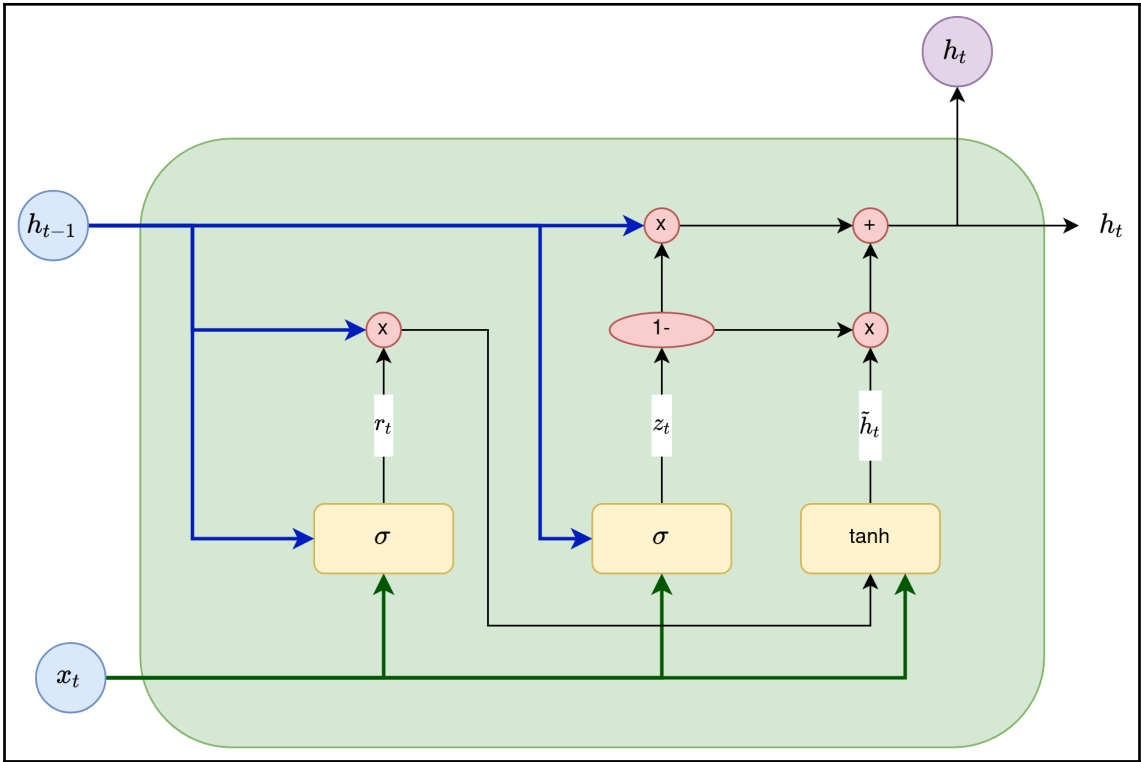 h_t
h_{t−1}
x
+
h_t
x
1-
x
r_t
z_t
h̃_t
σ
σ
tanh
x_t